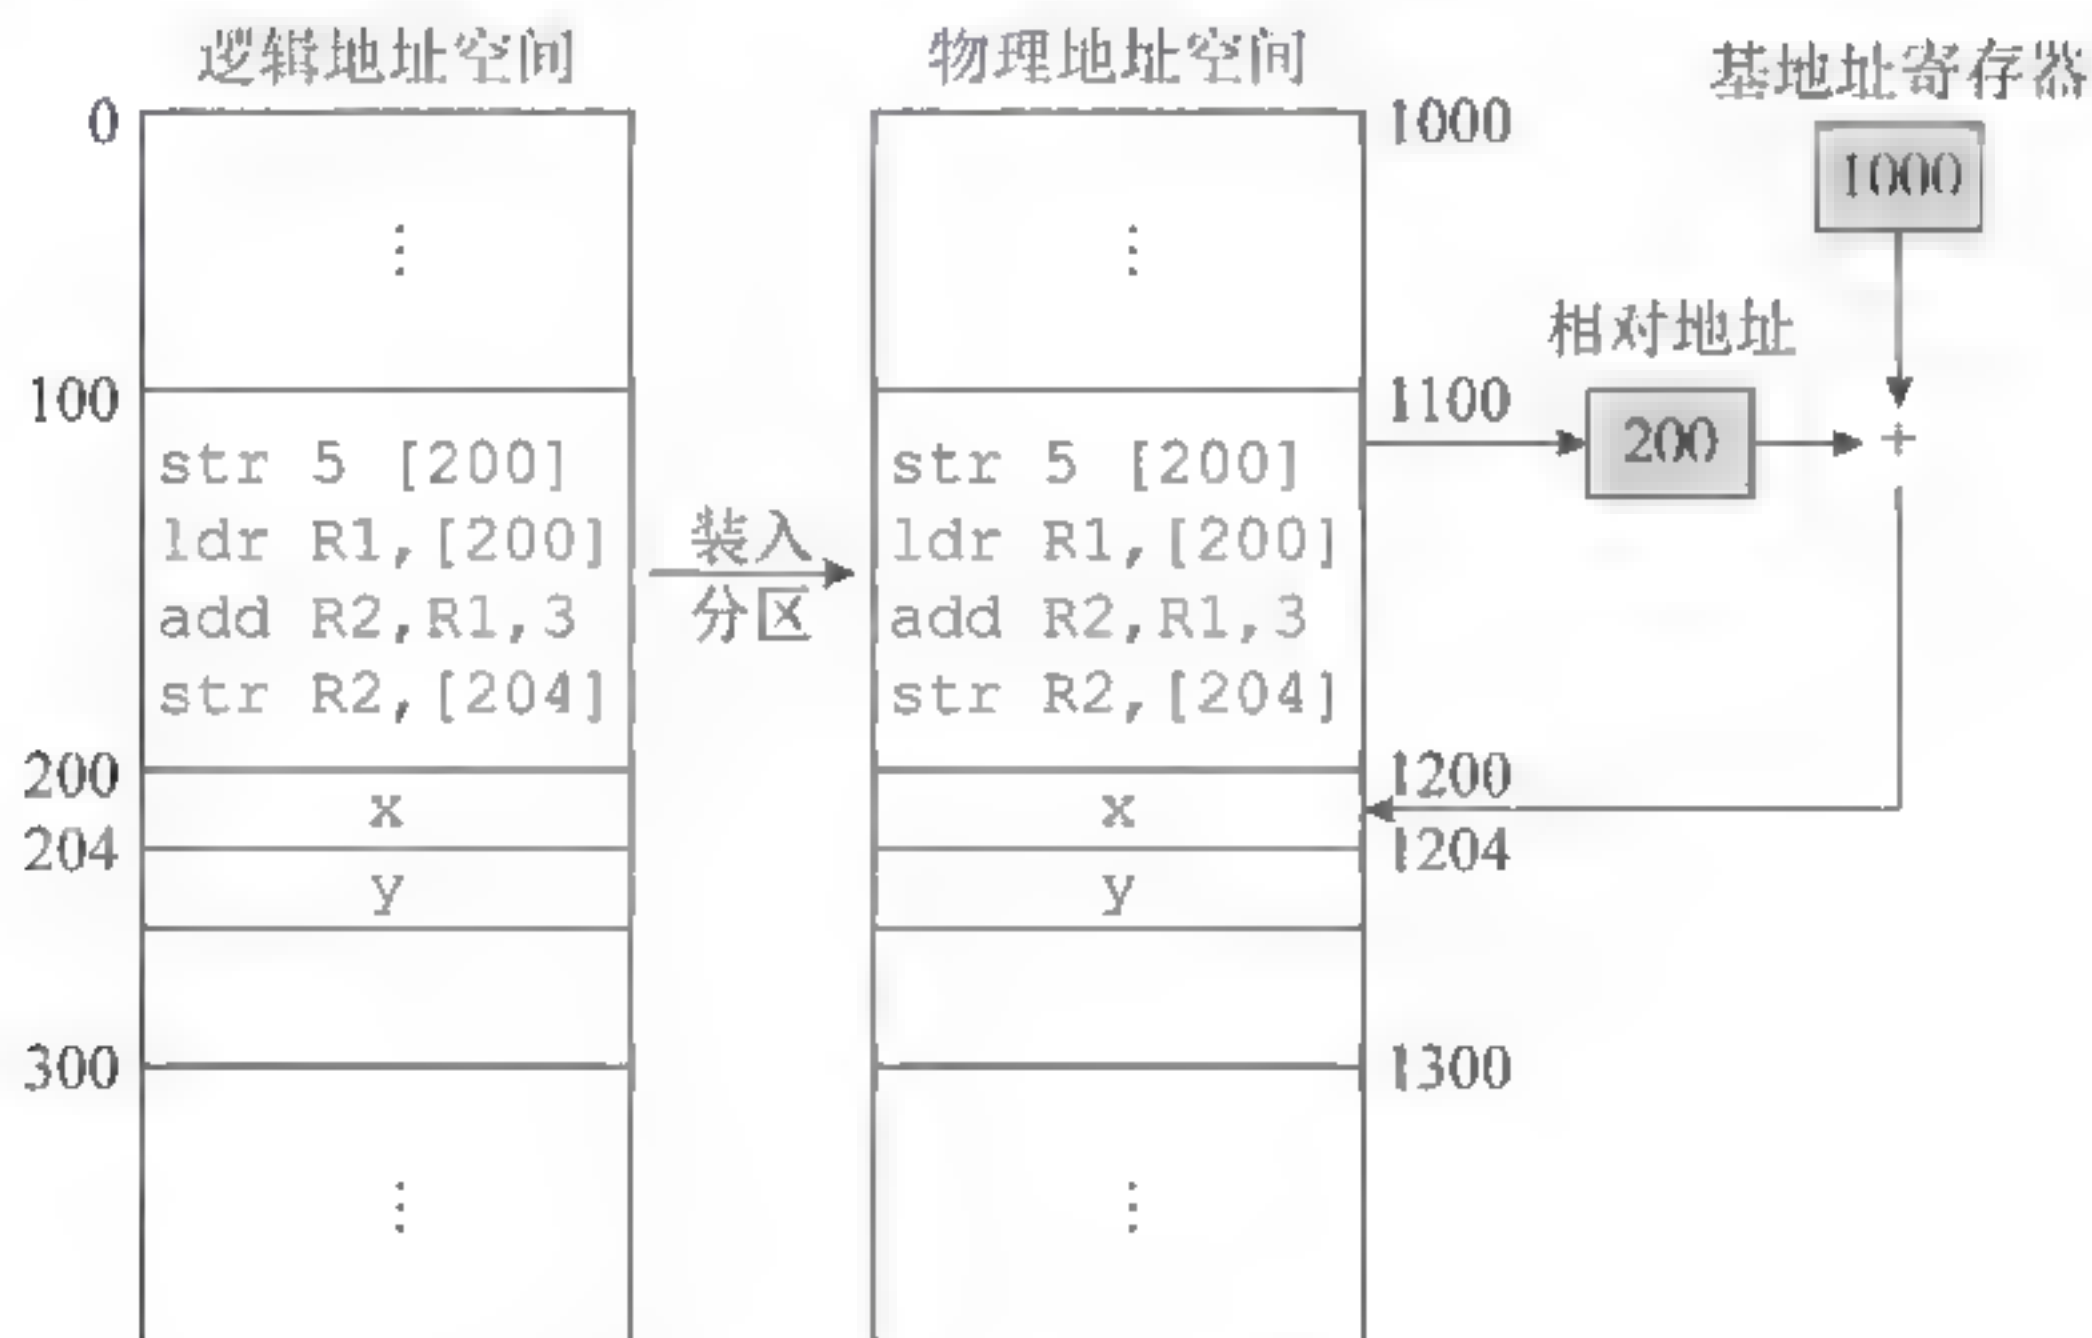 逻辑地址空间
物理地址空间
基地址寄存器
0
1000
1000
相对地址
100
1100
200
+
str 5 [200]
ldr R1,[200]
add R2,R1,3
str R2,[204]
装入
分区
str 5 [200]
ldr R1,[200]
add R2,R1,3
str R2,[204]
200
x
x
1200
204
y
y
1204
300
1300